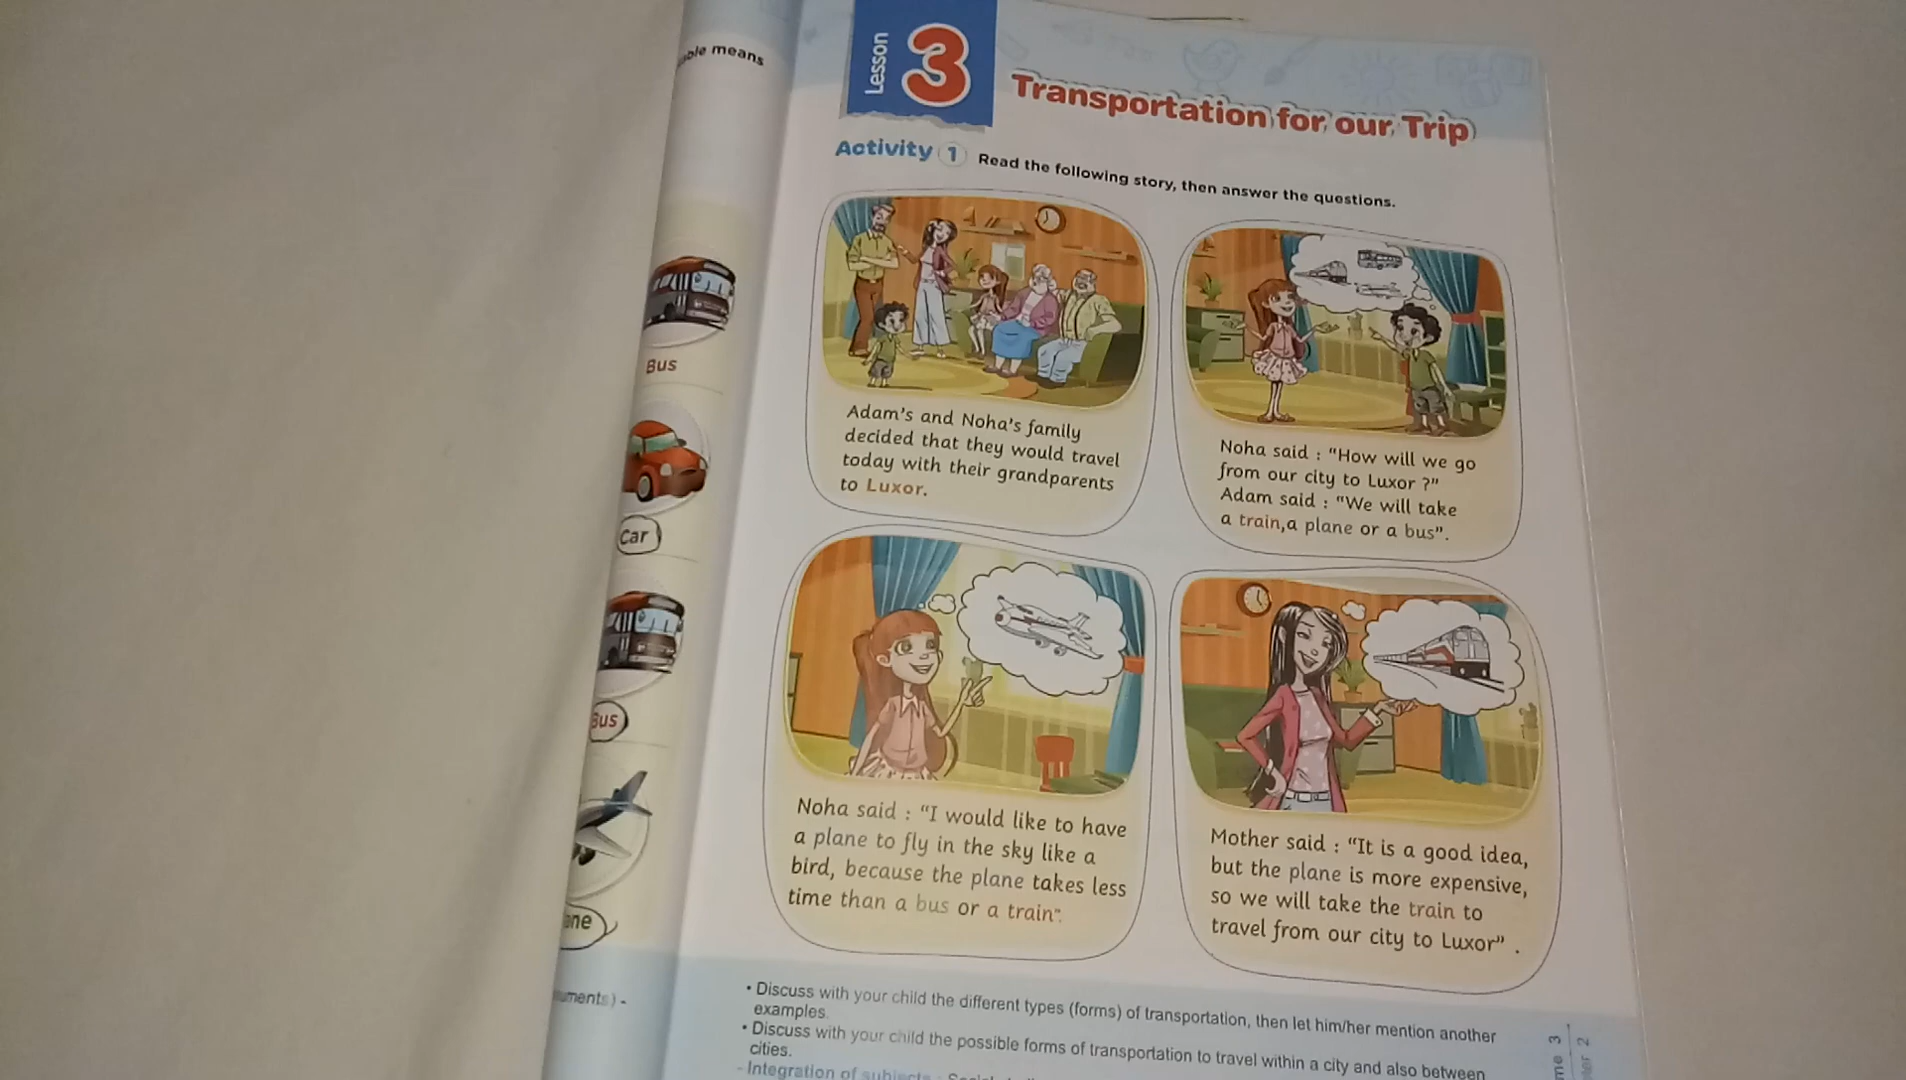 means
Bus
Car
Bus
Lesson
3
Transportation for our Trip
Activity 1 Read the following story, then answer the questions.
Adam's and Noha's family
decided that they would travel
today with their grandparents
to Luxor.
Noha said : "How will we go
from our city to Luxor ?"
Adam said : "We will take
a train,a plane or a bus".
Noha said : "I would like to have
a plane to fly in the sky like a
bird, because the plane takes less
time than a bus or a train".
Mother said : "It is a good idea,
but the plane is more expensive,
so we will take the train to
travel from our city to Luxor" .
• Discuss with your child the different types (forms) of transportation, then let him/her mention another
examples.
• Discuss with your child the possible forms of transportation to travel within a city and also between
cities.
- Integration of subjects
3
2